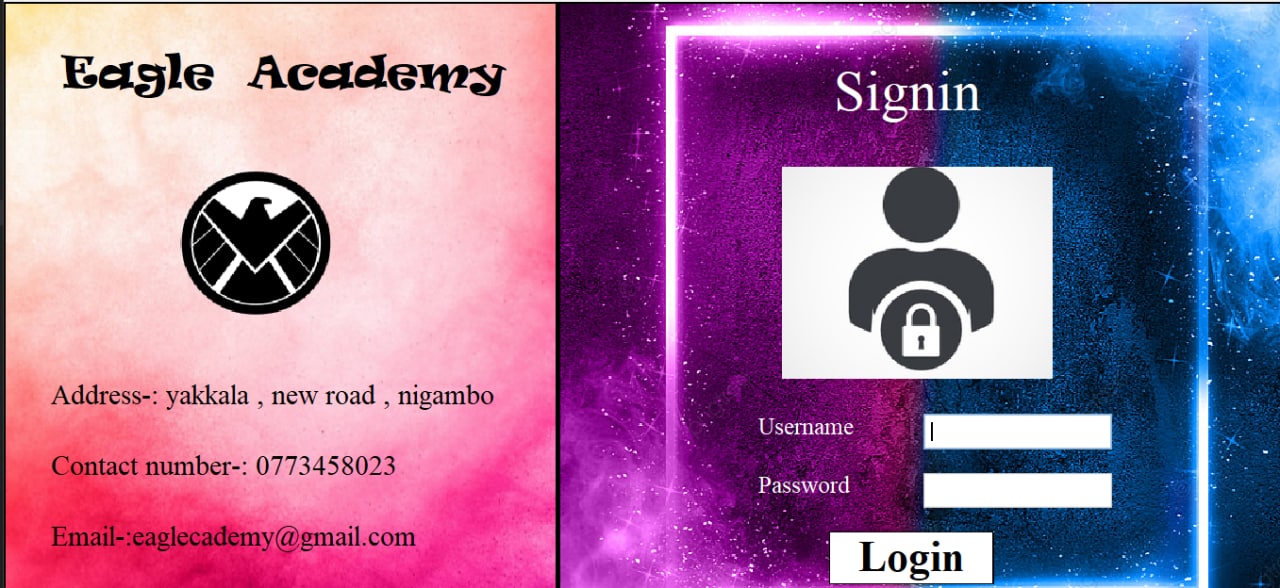 Eagle Academy
Address-: yakkala , new road , nigambo
Contact number-: 0773458023
Email-:eaglecademy@gmail.com
Signin
Username
Password
Login